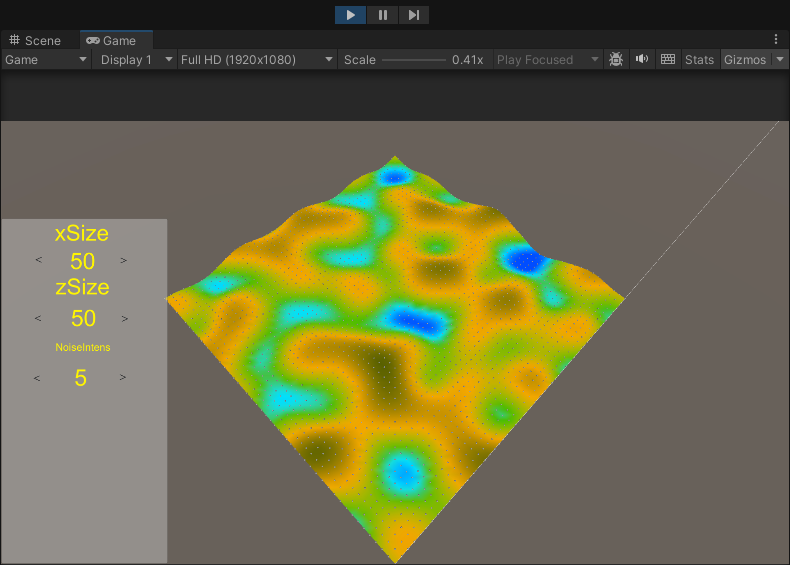 Scene Game
Game Display 1 Full HD (1920x1080) Scale 0.41x Play Focused Stats Gizmos
xSize
< 50 >
zSize
< 50 >
NoiseIntens
< 5 >